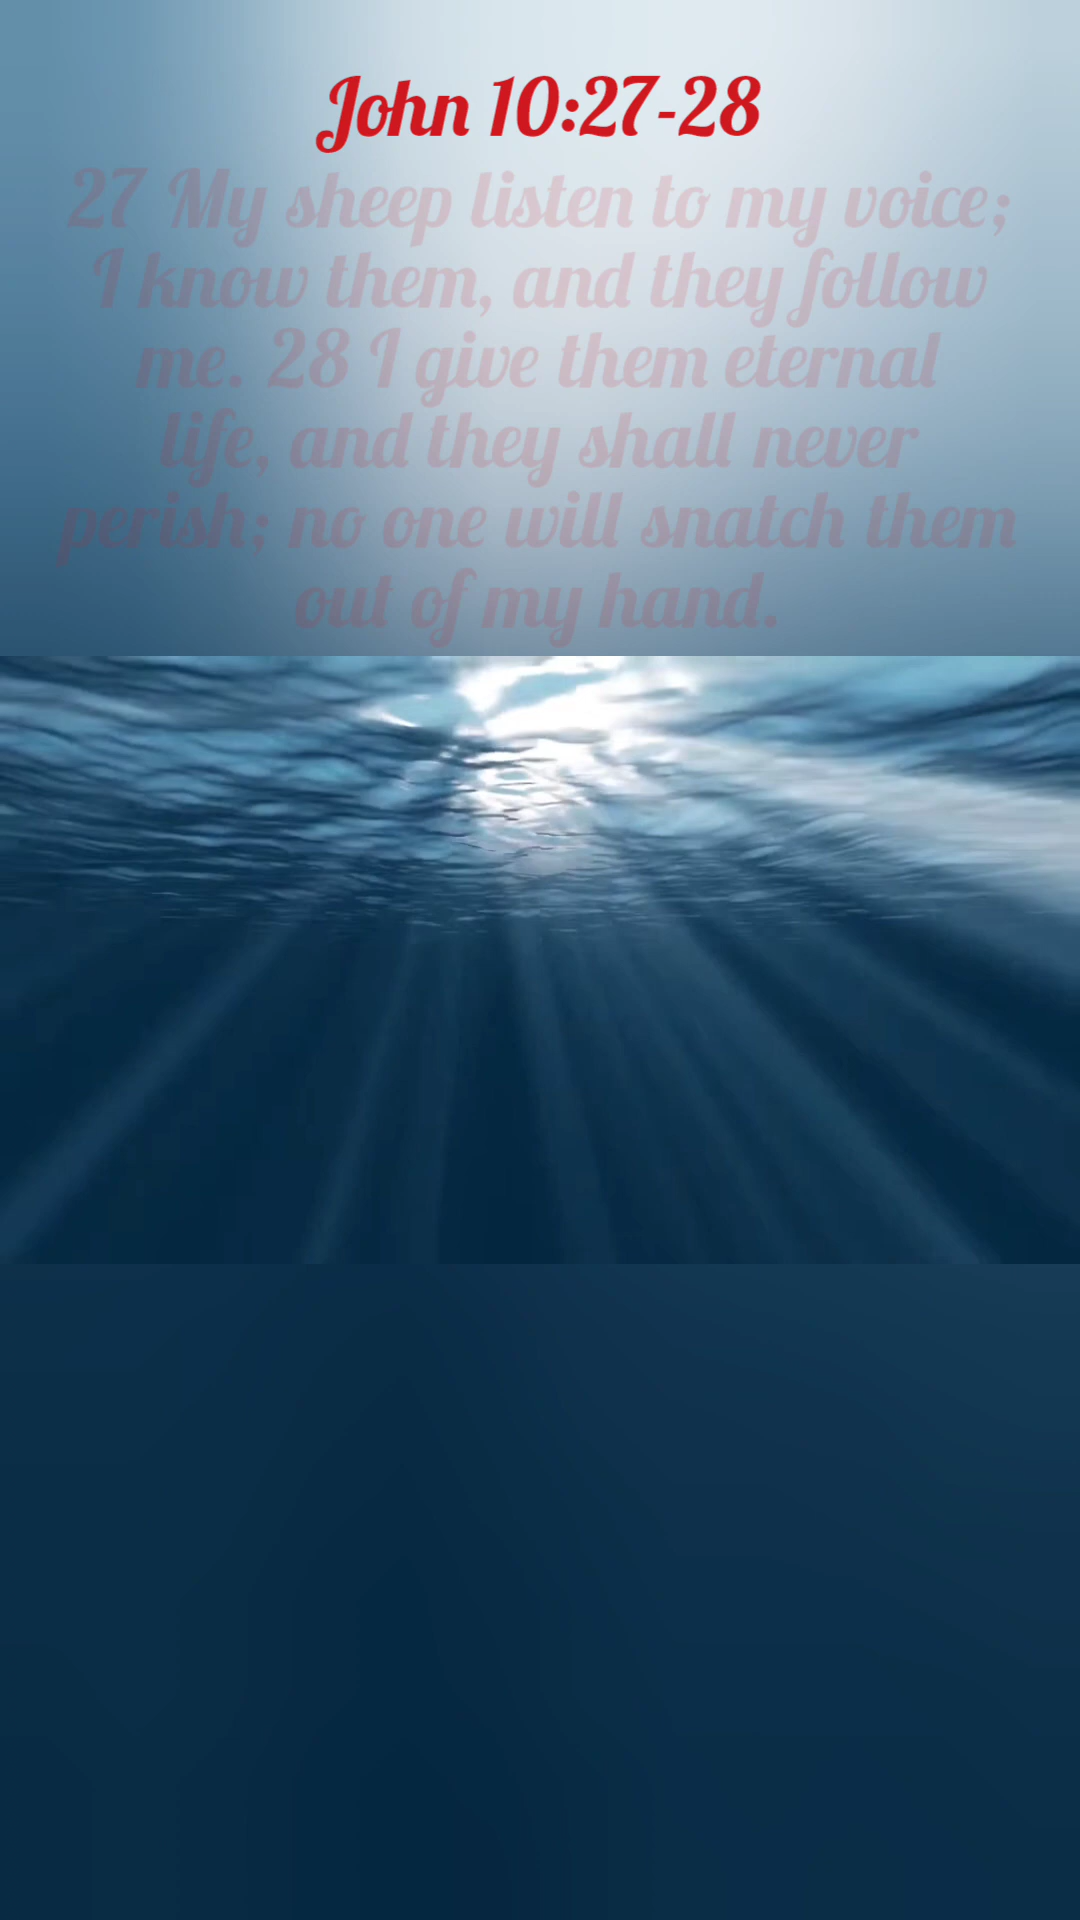 John 10:27-28
27 My sheep listen to my voice;
I know them, and they follow
me. 28 I give them eternal
life, and they shall never
perish; no one will snatch them
out of my hand.